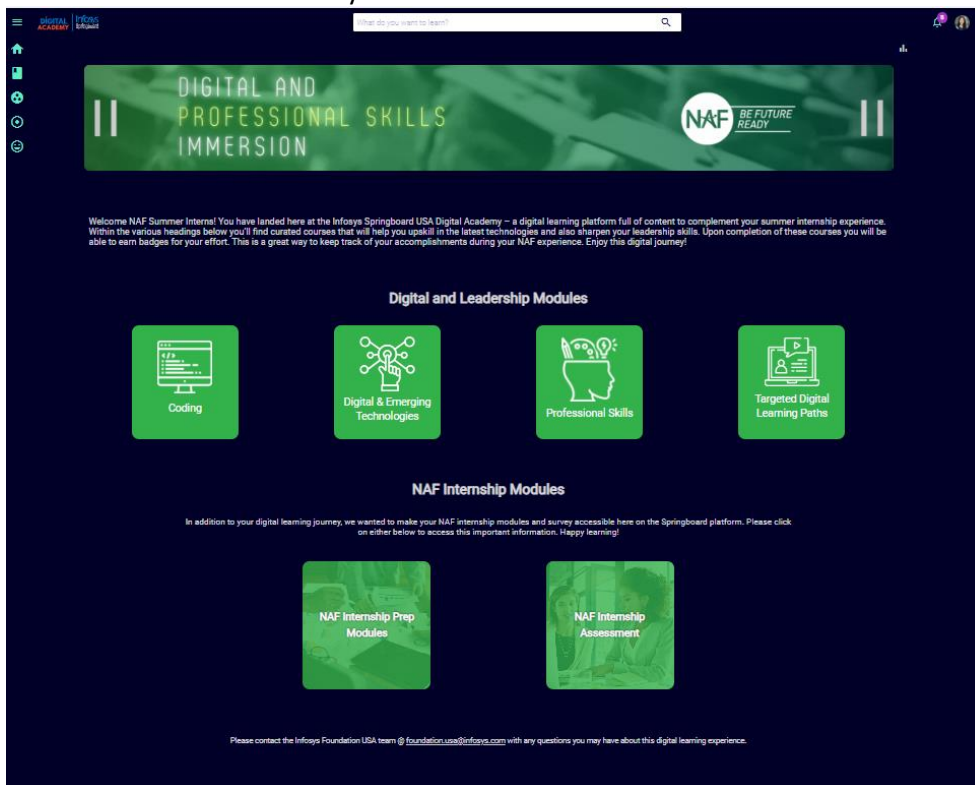 DIGITAL Infosys
ACADEMY
What do you want to learn?
DIGITAL AND
PROFESSIONAL SKILLS
IMMERSION
NAF BE FUTURE
READY
Welcome NAF Summer Interns! You have landed here at the Infosys Springboard USA Digital Academy – a digital learning platform full of content to complement your summer internship experience.
Within the various headings below you'll find curated courses that will help you upskill in the latest technologies and also sharpen your leadership skills. Upon completion of these courses you will be
able to earn badges for your effort. This is a great way to keep track of your accomplishments during your NAF experience. Enjoy this digital journey!
Digital and Leadership Modules
Coding
Digital & Emerging
Technologies
Professional Skills
Targeted Digital
Learning Paths
NAF Internship Modules
In addition to your digital learning journey, we wanted to make your NAF internship modules and survey accessible here on the Springboard platform. Please click
on either below to access this important information. Happy learning!
NAF Internship Prep
Modules
NAF Internship
Assessment
Please contact the Infosys Foundation USA team @ foundation.usa@infosys.com with any questions you may have about this digital learning experience.